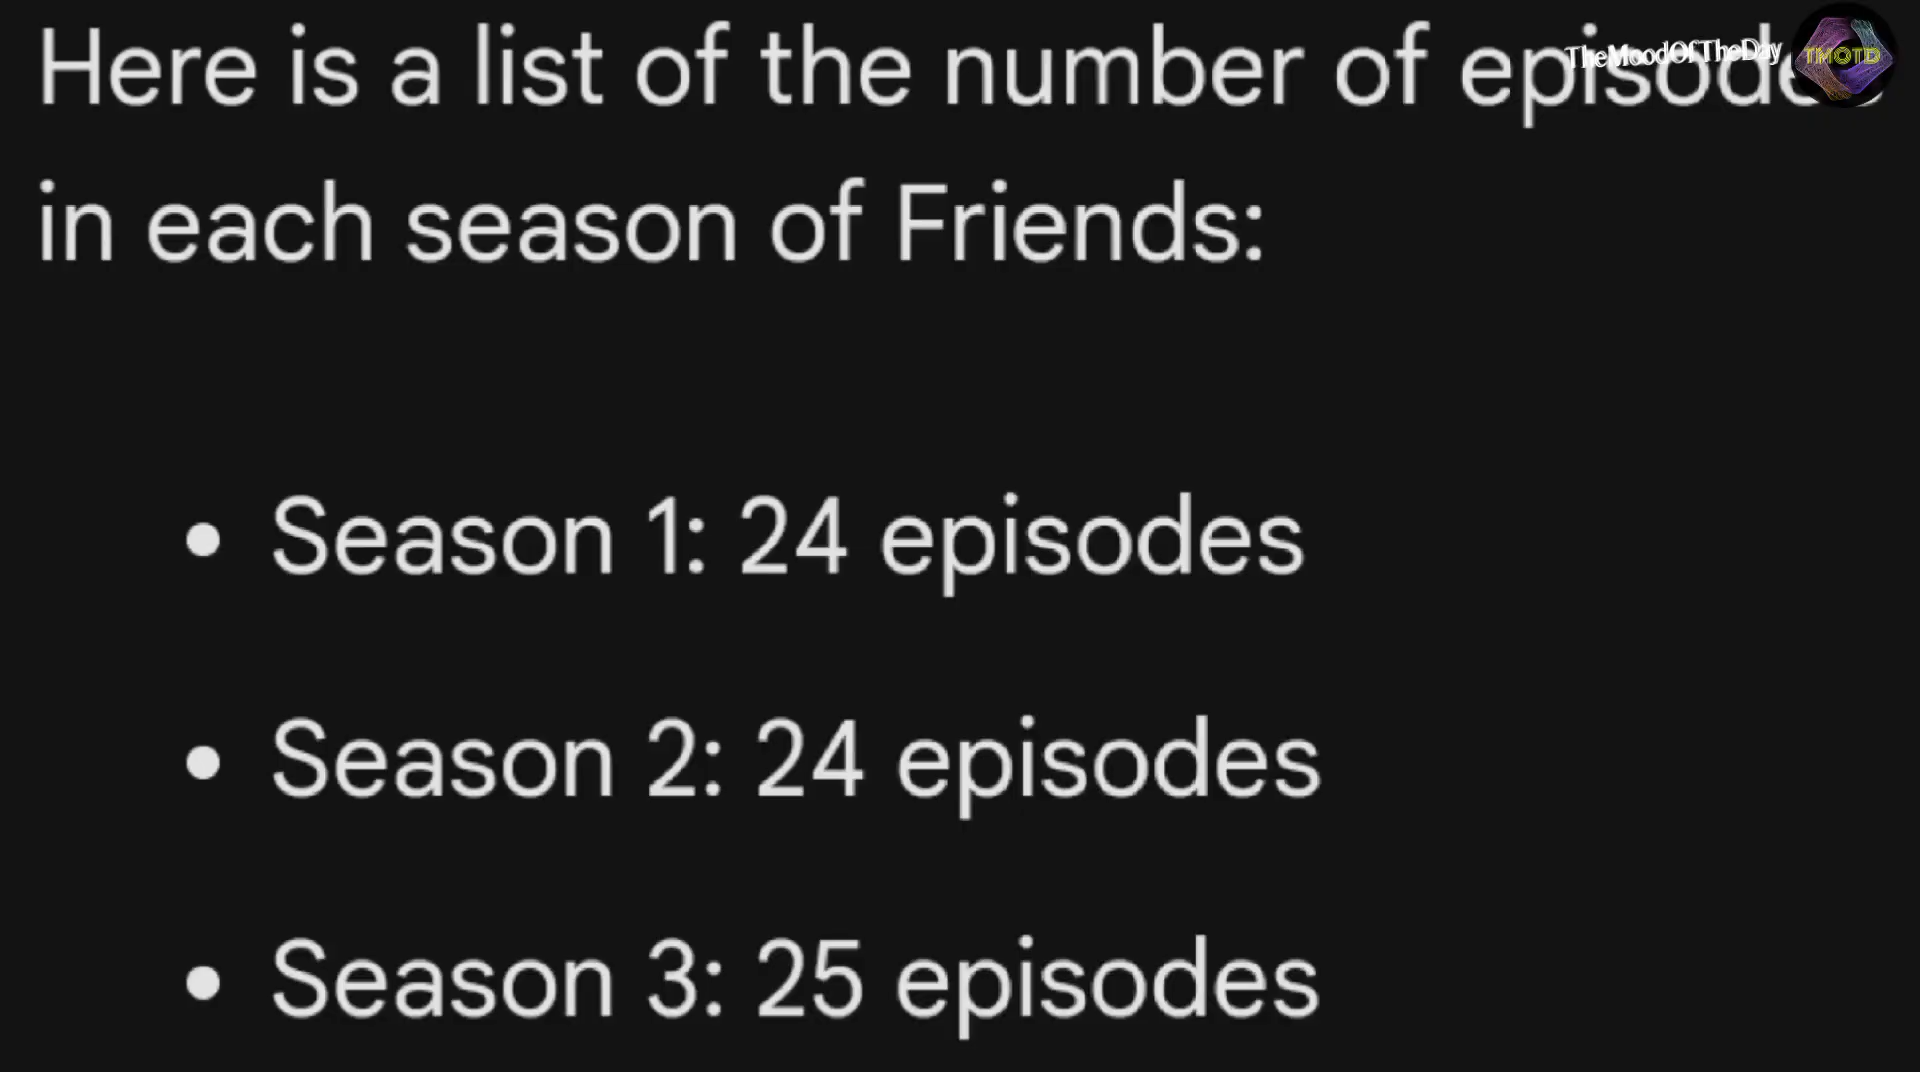 Here is a list of the number of episodes
TheMoodOfTheDay
TMOTD
in each season of Friends:
• Season 1: 24 episodes
• Season 2: 24 episodes
• Season 3: 25 episodes